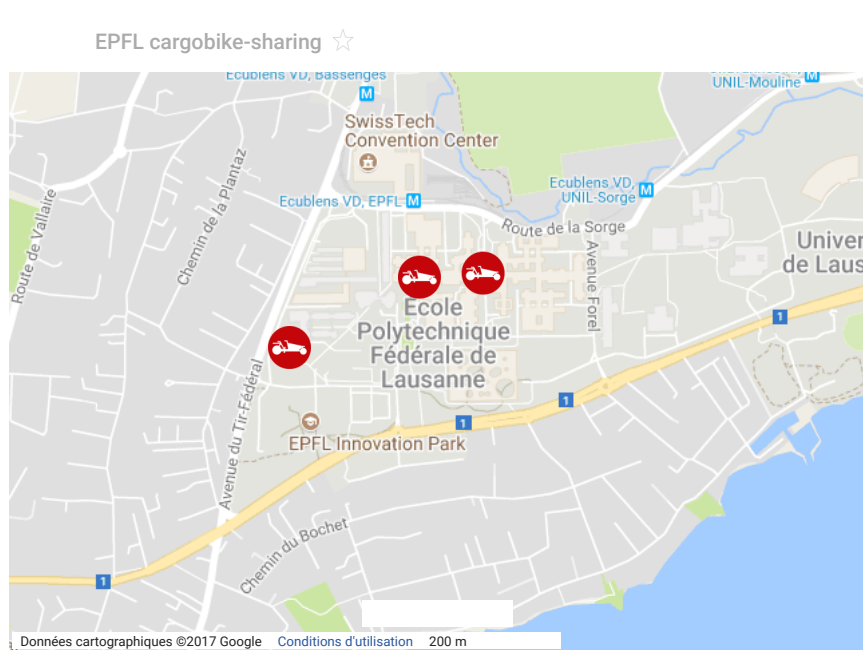 EPFL cargobike-sharing
Ecublens VD, Bassenges
M
UNIL-Mouline
M
SwissTech
Convention Center
Ecublens VD, EPFL M
Ecublens VD,
UNIL-Sorge
M
Route de Vallaire
Chemin de la Plantaz
Route de la Sorge
Avenue Forel
Univer
de Laus
Ecole
Polytechnique
Fédérale de
Lausanne
1
1
1
EPFL Innovation Park
Avenue du Tir-Fédéral
Chemin du Bochet
1
Données cartographiques ©2017 Google Conditions d'utilisation 200 m